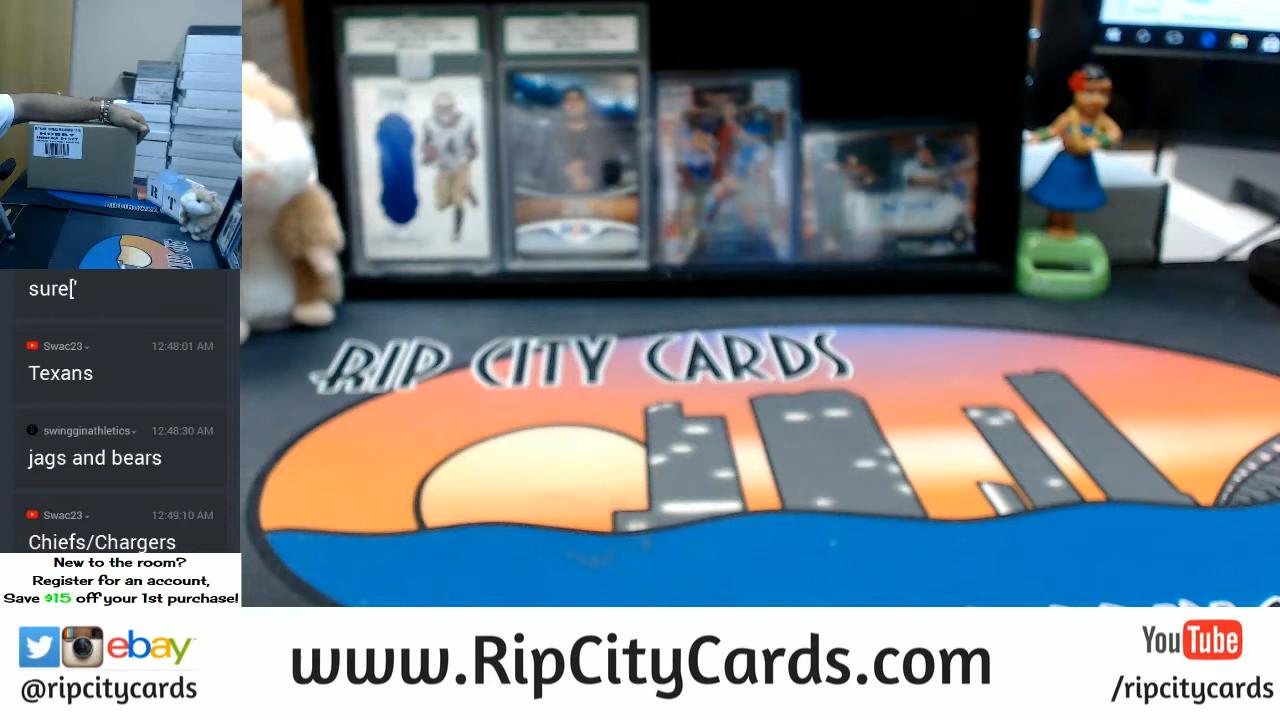 sure['
Swac23
12:48:01 AM
Texans
swingginathletics
12:48:30 AM
jags and bears
Swac23
12:49:10 AM
Chiefs/Chargers
New to the room?
Register for an account,
Save $15 off your 1st purchase!
RIP CITY CARDS
ebay
@ripcitycards
www.RipCityCards.com
YouTube
/ripcitycards